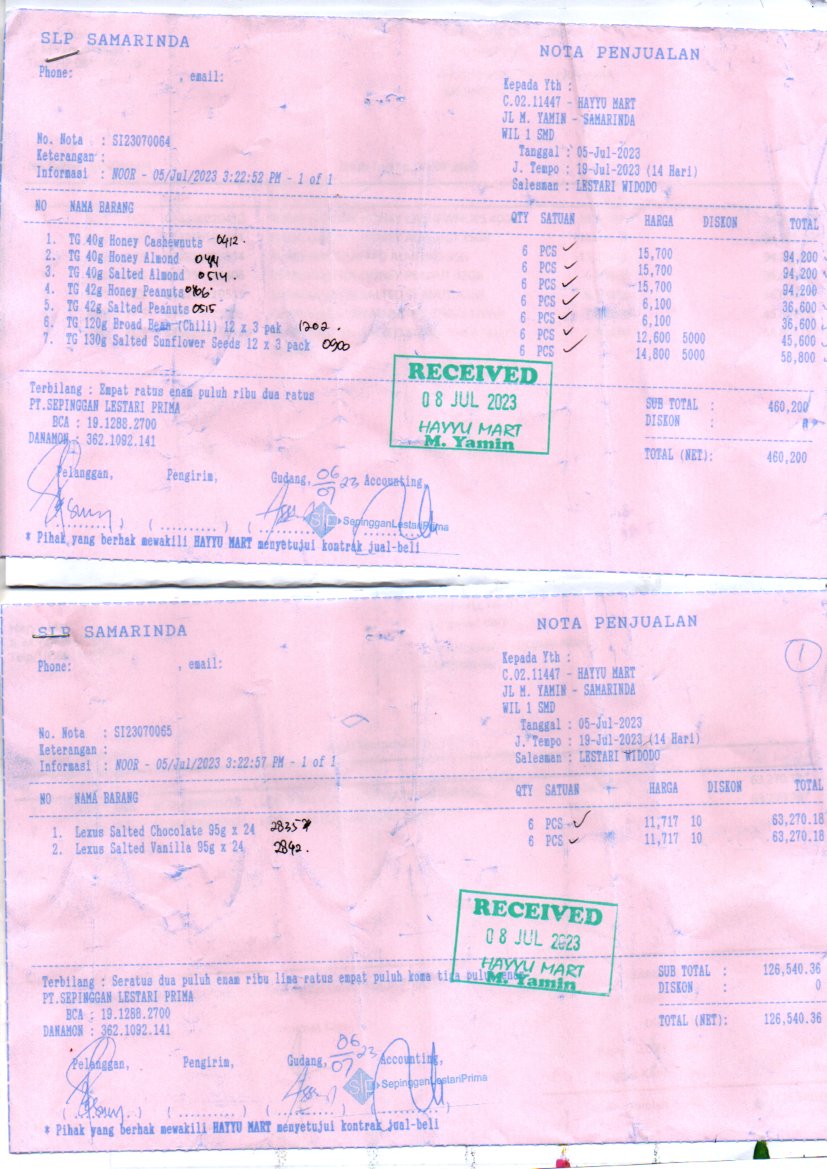 SLP SAMARINDA
NOTA PENJUALAN
Phone: , email:
Kepada Yth :
C.02.11447 - HAYYU MART
JL M. YAMIN - SAMARINDA
WIL 1 SMD
No. Nota : SI23070064
Tanggal : 05-Jul-2023
Keterangan :
J. Tempo : 19-Jul-2023 (14 Hari)
Informasi : NOOR - 05/Jul/2023 3:22:52 PM - 1 of 1
Salesman : LESTARI WIDODO
NO NAMA BARANG QTY SATUAN HARGA DISKON TOTAL
1. TG 40g Honey Cashewnuts 0412. 6 PCS ✓ 15,700 94,200
2. TG 40g Honey Almond 6 PCS ✓ 15,700 94,200
3. TG 40g Salted Almond 0514. 6 PCS ✓ 15,700 94,200
4. TG 42g Honey Peanuts 6 PCS ✓ 6,100 36,600
5. TG 42g Salted Peanuts 0515 6 PCS ✓ 6,100 36,600
6. TG 120g Broad Bean (Chili) 12 x 3 pak 1202. 6 PCS ✓ 12,600 5000 45,600
7. TG 130g Salted Sunflower Seeds 12 x 3 pack 0900 6 PCS ✓ 14,800 5000 58,800
RECEIVED
08 JUL 2023
HAYYU MART
M. Yamin
Terbilang : Empat ratus enam puluh ribu dua ratus
SUB TOTAL : 460,200
PT.SEPINGGAN LESTARI PRIMA
DISKON :
BCA : 19.1288.2700
DANAMON : 362.1092.141
TOTAL (NET): 460,200
Pelanggan, Pengirim, Gudang, 06/07 23 Accounting,
SepingganLestariPrima
(..........) (..........) (..........
* Pihak yang berhak mewakili HAYYU MART menyetujui kontrak jual-beli
SLP SAMARINDA
NOTA PENJUALAN
1
Phone: , email:
Kepada Yth :
C.02.11447 - HAYYU MART
JL M. YAMIN - SAMARINDA
WIL 1 SMD
No. Nota : SI23070065
Tanggal : 05-Jul-2023
Keterangan :
J. Tempo : 19-Jul-2023 (14 Hari)
Informasi : NOOR - 05/Jul/2023 3:22:57 PM - 1 of 1
Salesman : LESTARI WIDODO
NO NAMA BARANG QTY SATUAN HARGA DISKON TOTAL
1. Lexus Salted Chocolate 95g x 24 2835 6 PCS ✓ 11,717 10 63,270.18
2. Lexus Salted Vanilla 95g x 24 2842. 6 PCS ✓ 11,717 10 63,270.18
RECEIVED
08 JUL 2023
HAYYU MART
M. Yamin
Terbilang : Seratus dua puluh enam ribu lima ratus empat puluh koma tiga puluh enam
SUB TOTAL : 126,540.36
PT.SEPINGGAN LESTARI PRIMA
DISKON : 0
BCA : 19.1288.2700
DANAMON : 362.1092.141
TOTAL (NET): 126,540.36
Pelanggan, Pengirim, Gudang, 06/07 23 Accounting,
SepingganLestariPrima
(..........) (..........) (..........) (..........)
* Pihak yang berhak mewakili HAYYU MART menyetujui kontrak jual-beli